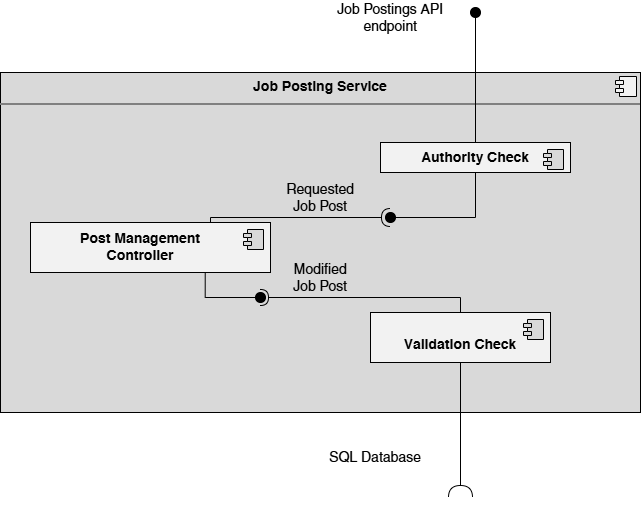 Job Postings API
endpoint
Job Posting Service
Authority Check
Requested
Job Post
Post Management
Controller
Modified
Job Post
Validation Check
SQL Database